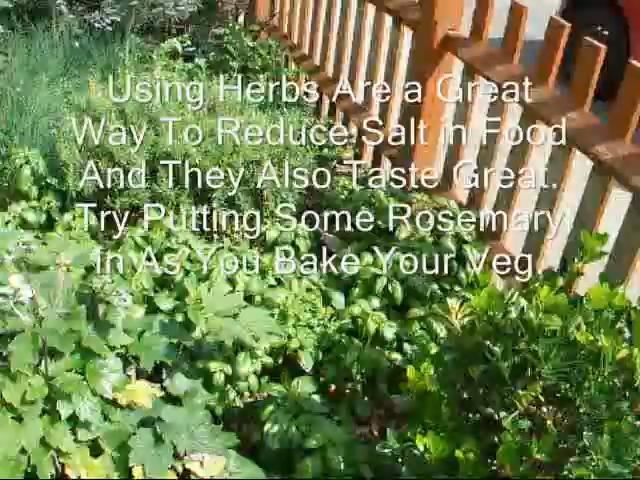 Using Herbs Are a Great
Way To Reduce Salt in Food
And They Also Taste Great.
Try Putting Some Rosemary
In As You Bake Your Veg